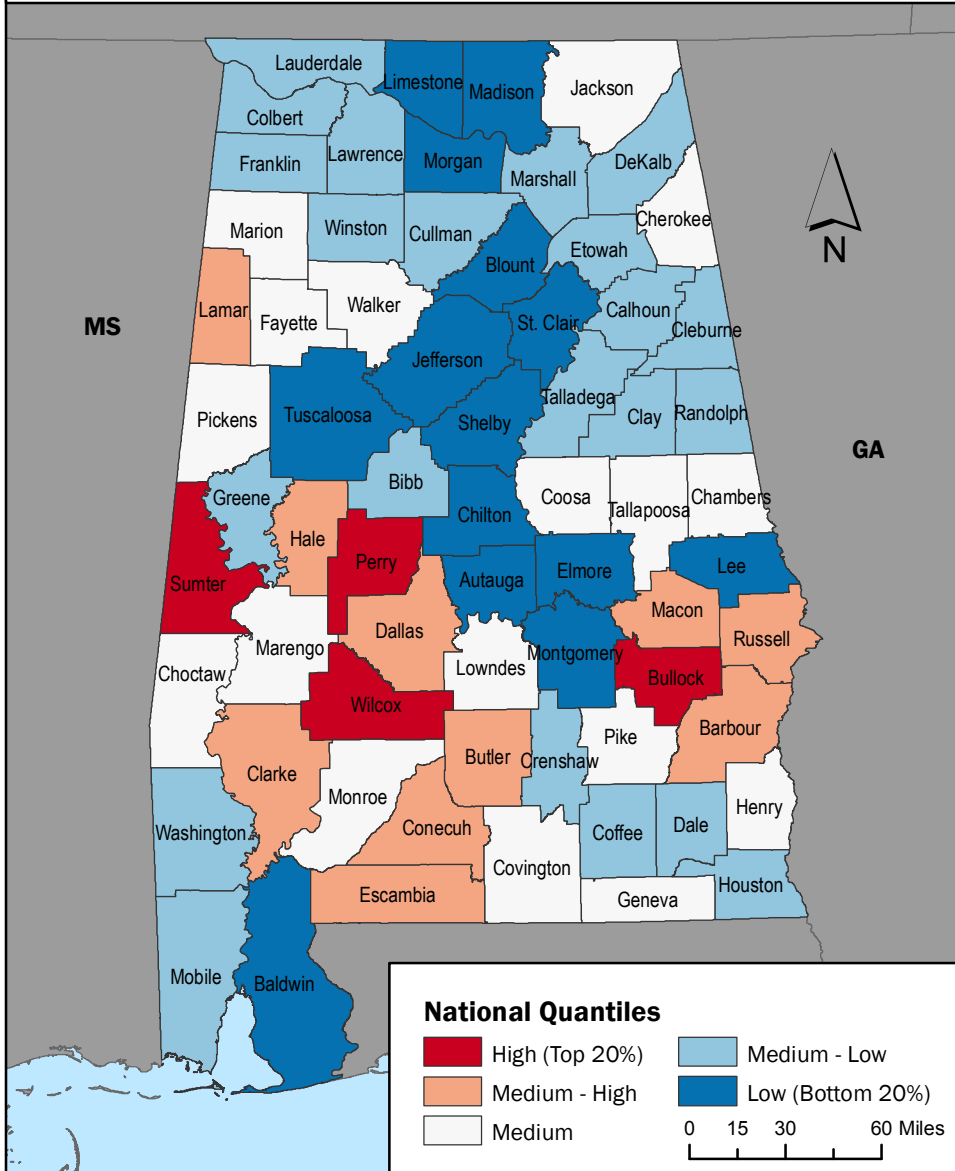 Lauderdale
Limestone
Madison
Jackson
Colbert
Lawrence
Franklin
Morgan
Marshall
DeKalb
Cherokee
Marion
Winston
Cullman
Etowah
Blount
Lamar
Fayette
Walker
St. Clair
Calhoun
Cleburne
MS
Jefferson
Pickens
Tuscaloosa
Shelby
Talladega
Clay
Randolph
GA
Greene
Bibb
Chilton
Coosa
Tallapoosa
Chambers
Hale
Sumter
Perry
Autauga
Elmore
Lee
Macon
Russell
Dallas
Marengo
Choctaw
Lowndes
Montgomery
Bullock
Wilcox
Barbour
Pike
Clarke
Butler
Crenshaw
Monroe
Henry
Washington
Conecuh
Coffee
Dale
Covington
Escambia
Geneva
Houston
Mobile
Baldwin
N
National Quantiles
High (Top 20%)
Medium - High
Medium
Medium - Low
Low (Bottom 20%)
0 15 30 60 Miles